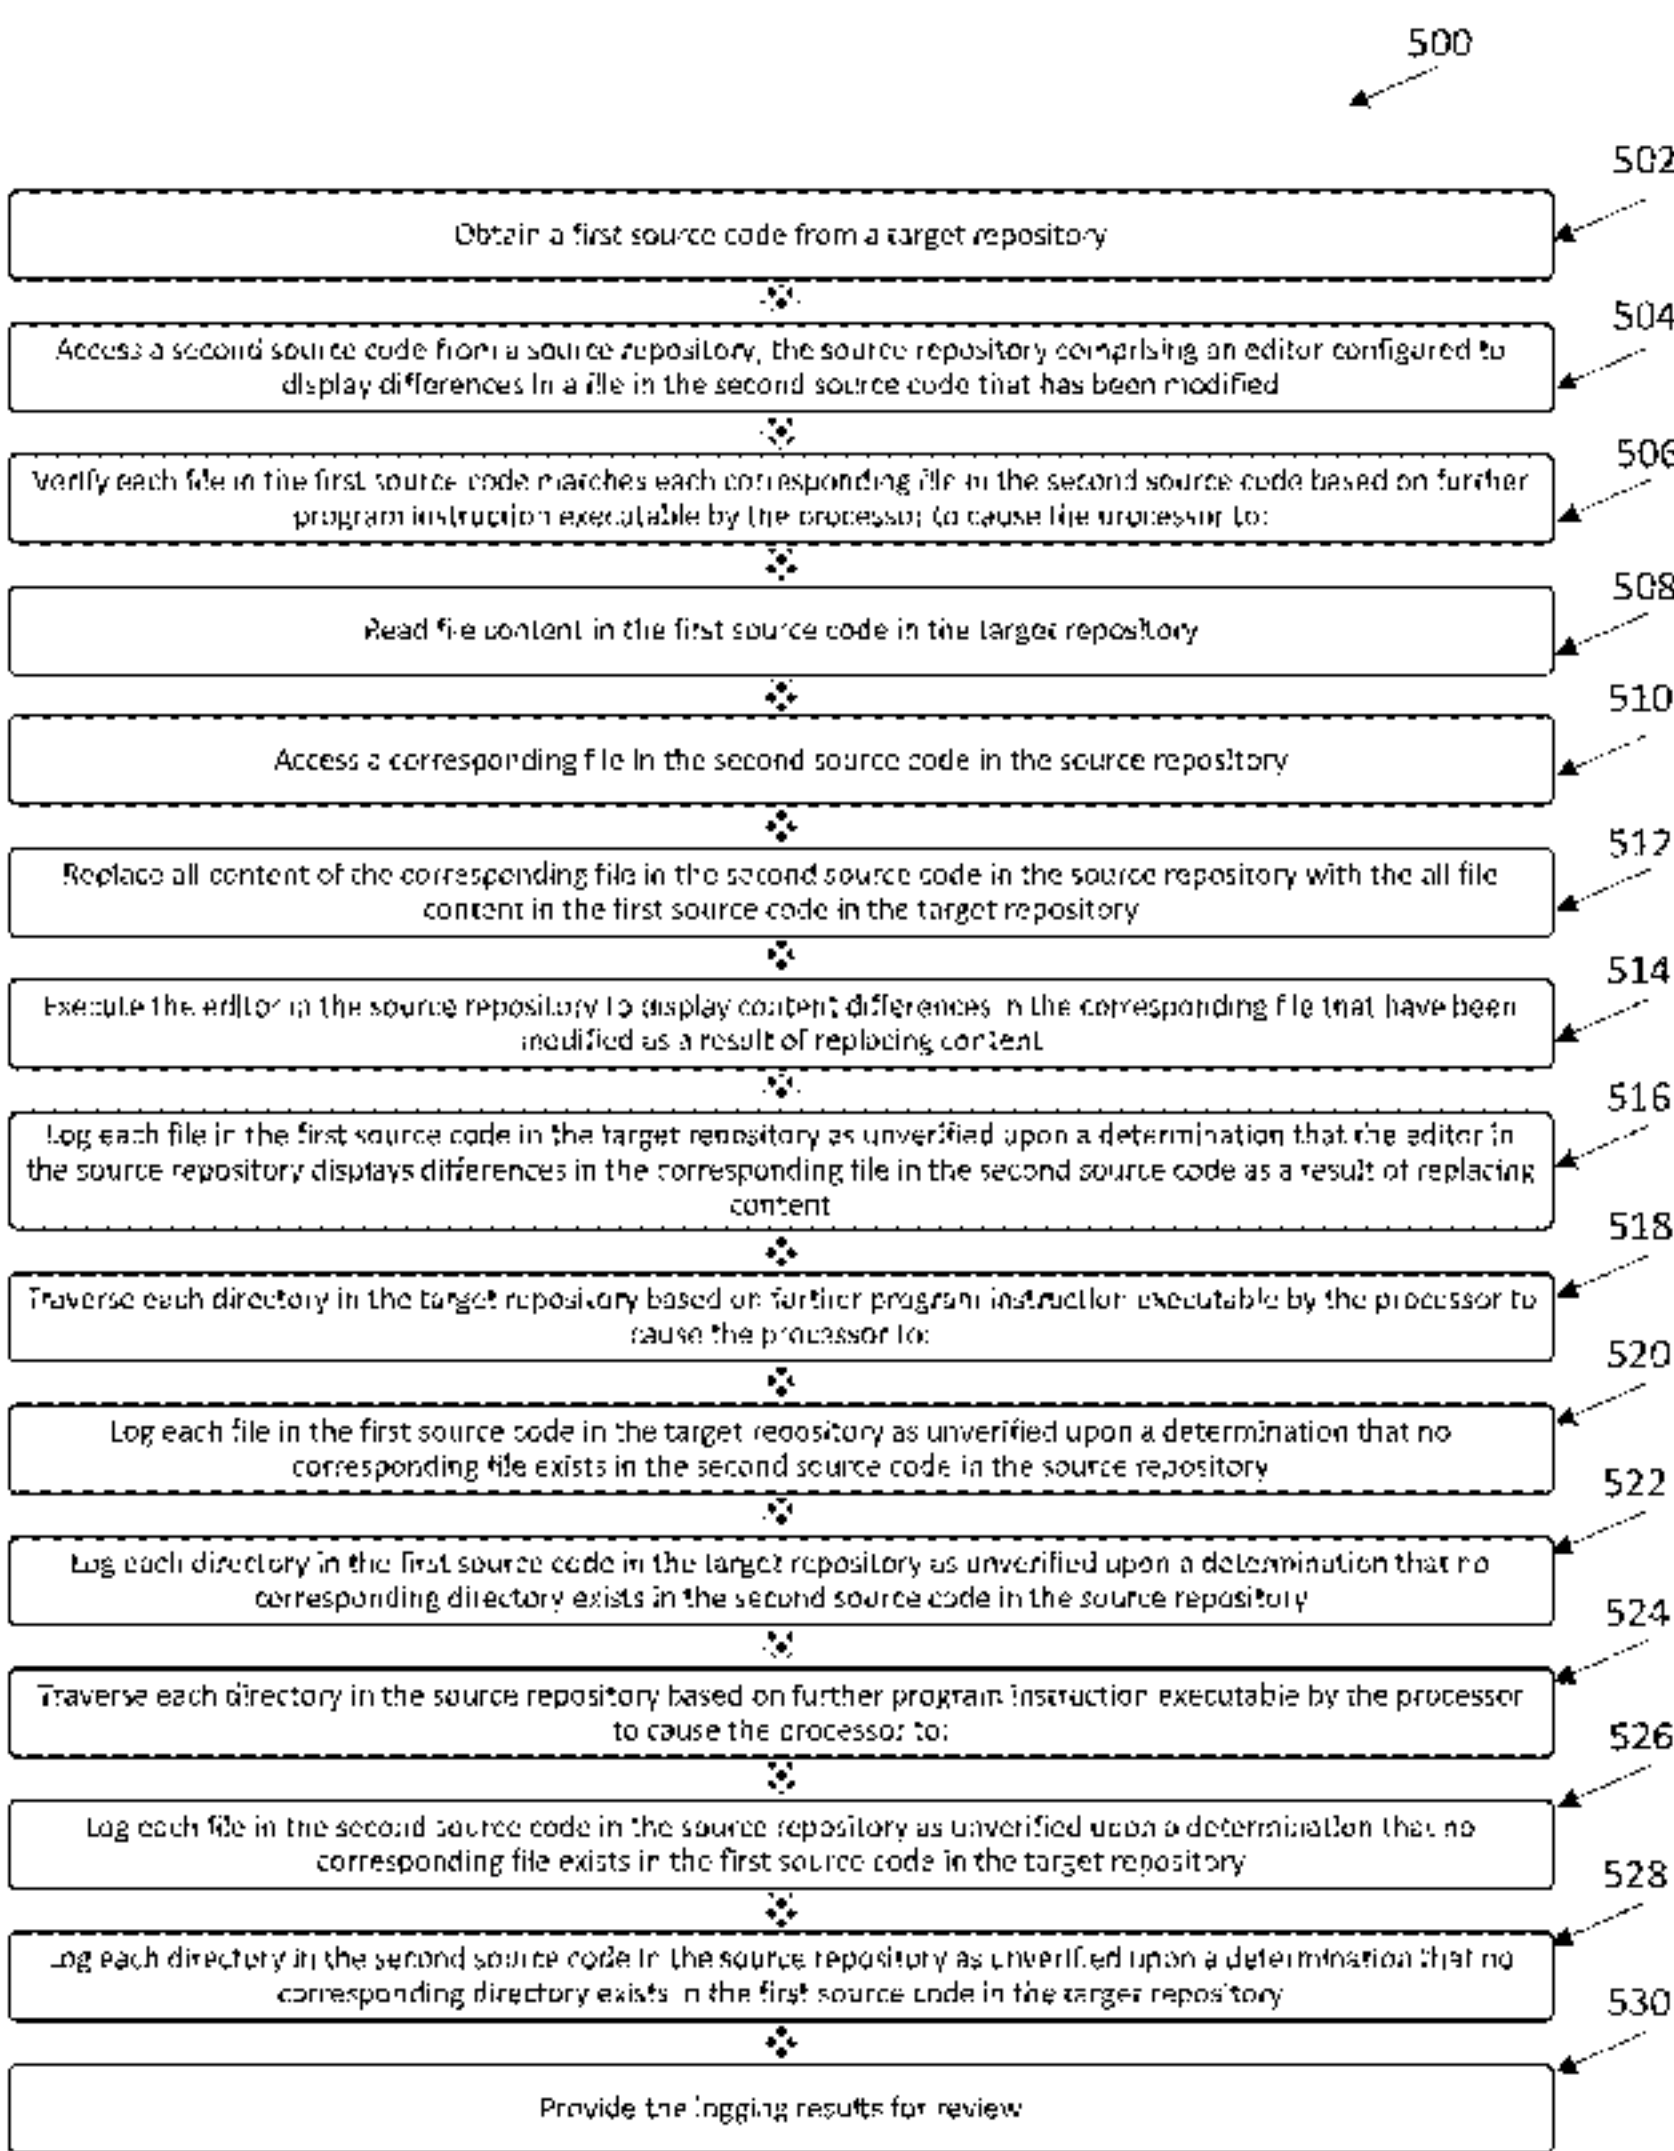 500
502
Obtain a first source code from a target repository
504
Access a second source code from a source repository, the source repository comprising an editor configured to
display differences in a file in the second source code that has been modified
506
Verify each file in the first source code matches each corresponding file in the second source code based on further
program instruction executable by the processor to cause the processor to:
508
Read file content in the first source code in the target repository
510
Access a corresponding file in the second source code in the source repository
512
Replace all content of the corresponding file in the second source code in the source repository with the all file
content in the first source code in the target repository
514
Execute the editor in the source repository to display content differences in the corresponding file that have been
modified as a result of replacing content
516
Log each file in the first source code in the target repository as unverified upon a determination that the editor in
the source repository displays differences in the corresponding file in the second source code as a result of replacing
content
518
Traverse each directory in the target repository based on further program instruction executable by the processor to
cause the processor to:
520
Log each file in the first source code in the target repository as unverified upon a determination that no
corresponding file exists in the second source code in the source repository
522
Log each directory in the first source code in the target repository as unverified upon a determination that no
corresponding directory exists in the second source code in the source repository
524
Traverse each directory in the source repository based on further program instruction executable by the processor
to cause the processor to:
526
Log each file in the second source code in the source repository as unverified upon a determination that no
corresponding file exists in the first source code in the target repository
528
Log each directory in the second source code in the source repository as unverified upon a determination that no
corresponding directory exists in the first source code in the target repository
530
Provide the logging results for review